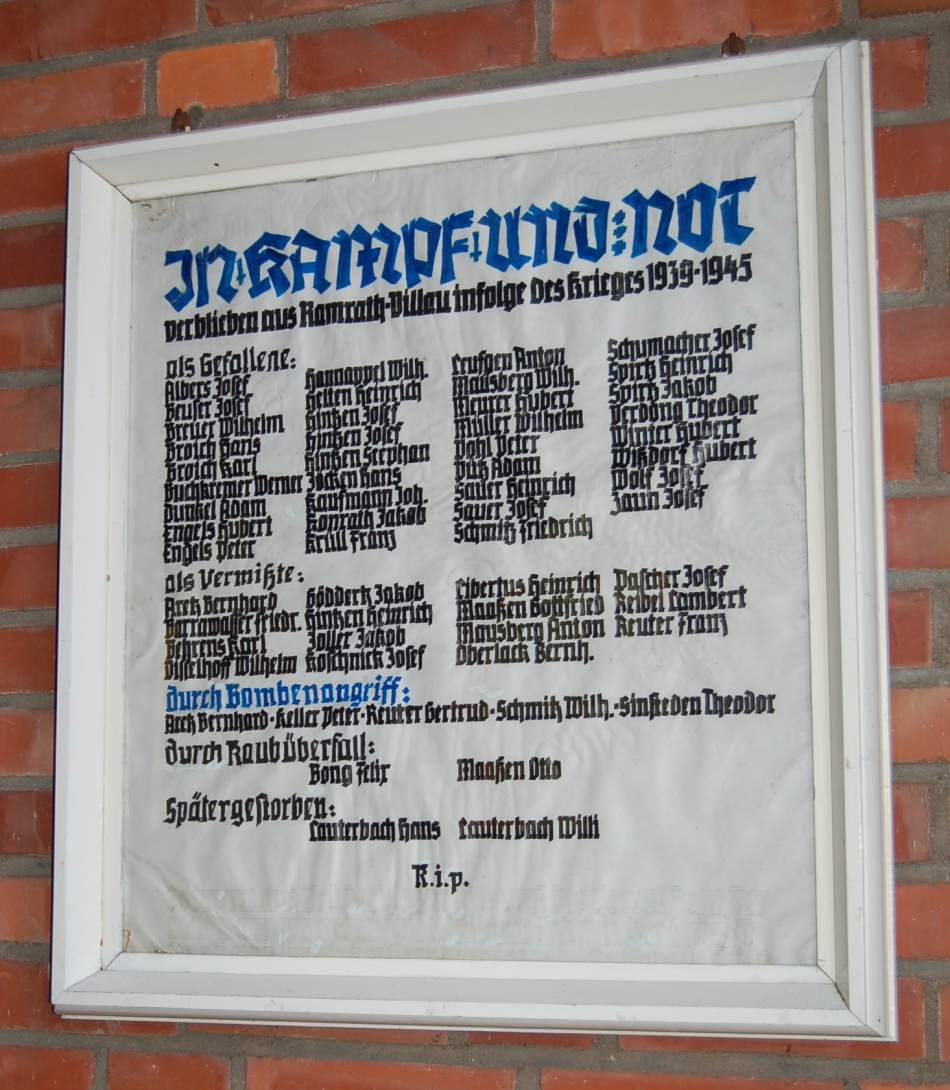 In Kampf und Not
verblieben aus Ramrath-Villau infolge des Krieges 1939-1945
als Gefallene:
Albers Josef
Beuser Josef
Breuer Wilhelm
Broich Hans
Broich Karl
Buchkremer Werner
Dunkel Adam
Engels Hubert
Engels Peter
Hannappel Wilh.
Heinrich
Hintzen Josef
Hintzen Josef
Hintzen Stephan
Jücken Hans
Kaufmann Joh.
Konrath Jakob
Krüll Franz
Leufgen Anton
Mausberg Wilh.
Meurer Hubert
Müller Wilhelm
Pohl Peter
Pütz Adam
Sauer Heinrich
Sauer Josef
Schmitz Friedrich
Schumacher Josef
Spirtz Heinrich
Spirtz Jakob
Verdong Theodor
Winter Hubert
Witzdorf Hubert
Wolf Josef
Zaun Josef
als Vermißte:
Aretz Bernhard
Friedr.
Behrens Karl
Disselhoff Wilhelm
Gödderk Jakob
Hintzen Heinrich
Joller Jakob
Koschnick Josef
Libertus Heinrich
Maaßen Gottfried
Mausberg Anton
Oberlack Bernh.
Pascher Josef
Reibel Lambert
Reuter Franz
durch Bombenangriff:
Aretz Bernhard · Keller Peter · Reuter Gertrud · Schmitz Wilh. · Sinsteden Theodor
durch Raubüberfall:
Bong Felix Maaßen Otto
Später gestorben:
Lauterbach Hans Lauterbach Willi
R.i.p.